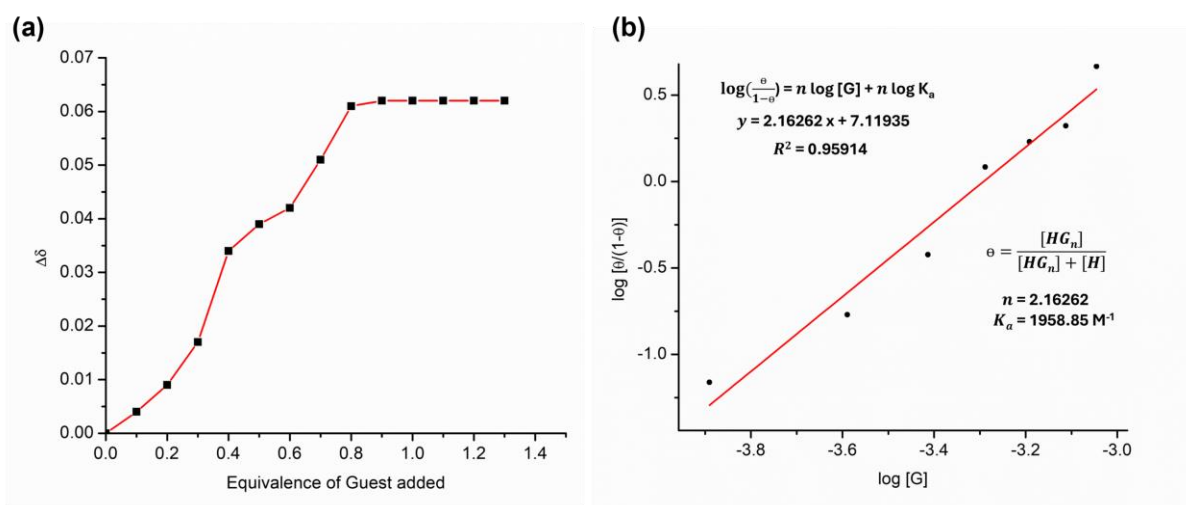 (a)
0.07
0.06
0.05
0.04
0.03
0.02
0.01
0.00
0.0 0.2 0.4 0.6 0.8 1.0 1.2 1.4
Δδ
Equivalence of Guest added
(b)
log(θ/1-θ) = n log [G] + n log Kₐ
y = 2.16262 x + 7.11935
R² = 0.95914
θ = [HGₙ]/([HGₙ] + [H])
n = 2.16262
Kₐ = 1958.85 M⁻¹
0.5
0.0
-0.5
-1.0
-3.8 -3.6 -3.4 -3.2 -3.0
log [θ/(1-θ)]
log [G]